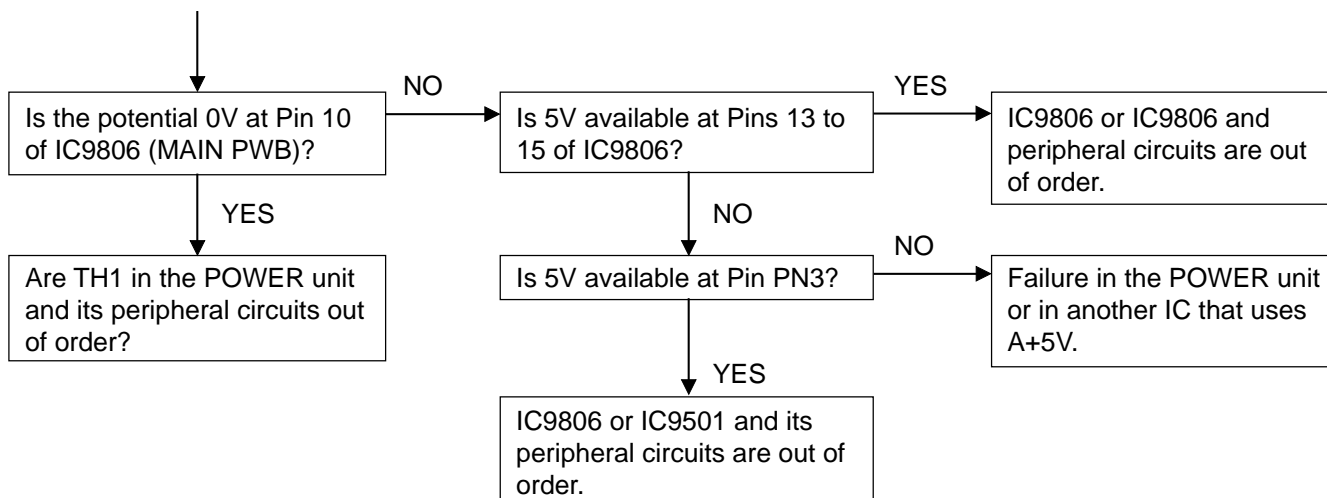 NO
YES
Is the potential 0V at Pin 10
of IC9806 (MAIN PWB)?
Is 5V available at Pins 13 to
15 of IC9806?
IC9806 or IC9806 and
peripheral circuits are out
of order.
YES
NO
NO
Are TH1 in the POWER unit
and its peripheral circuits out
of order?
Is 5V available at Pin PN3?
Failure in the POWER unit
or in another IC that uses
A+5V.
YES
IC9806 or IC9501 and its
peripheral circuits are out of
order.